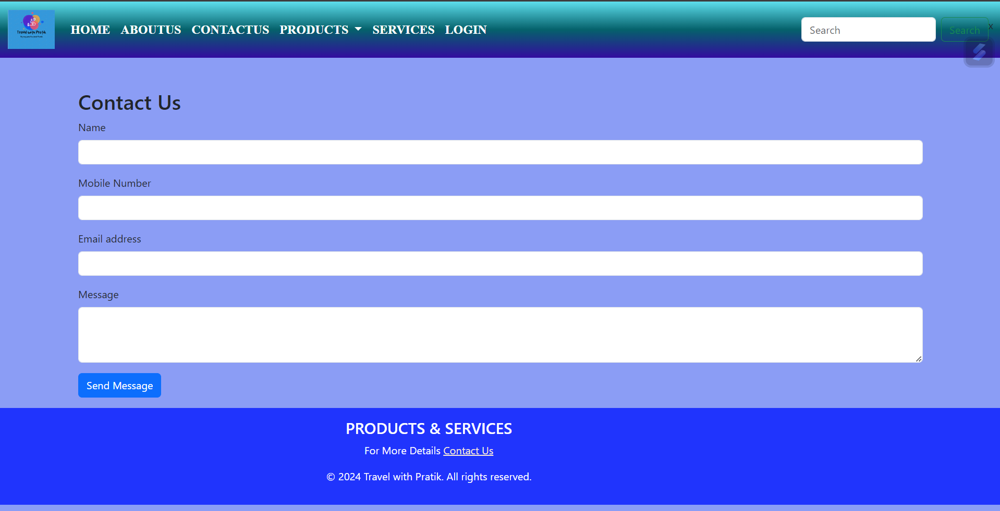 Travel with Pratik
HOME ABOUTUS CONTACTUS PRODUCTS SERVICES LOGIN
Search Search x
Contact Us
Name
Mobile Number
Email address
Message
Send Message
PRODUCTS & SERVICES
For More Details Contact Us
© 2024 Travel with Pratik. All rights reserved.